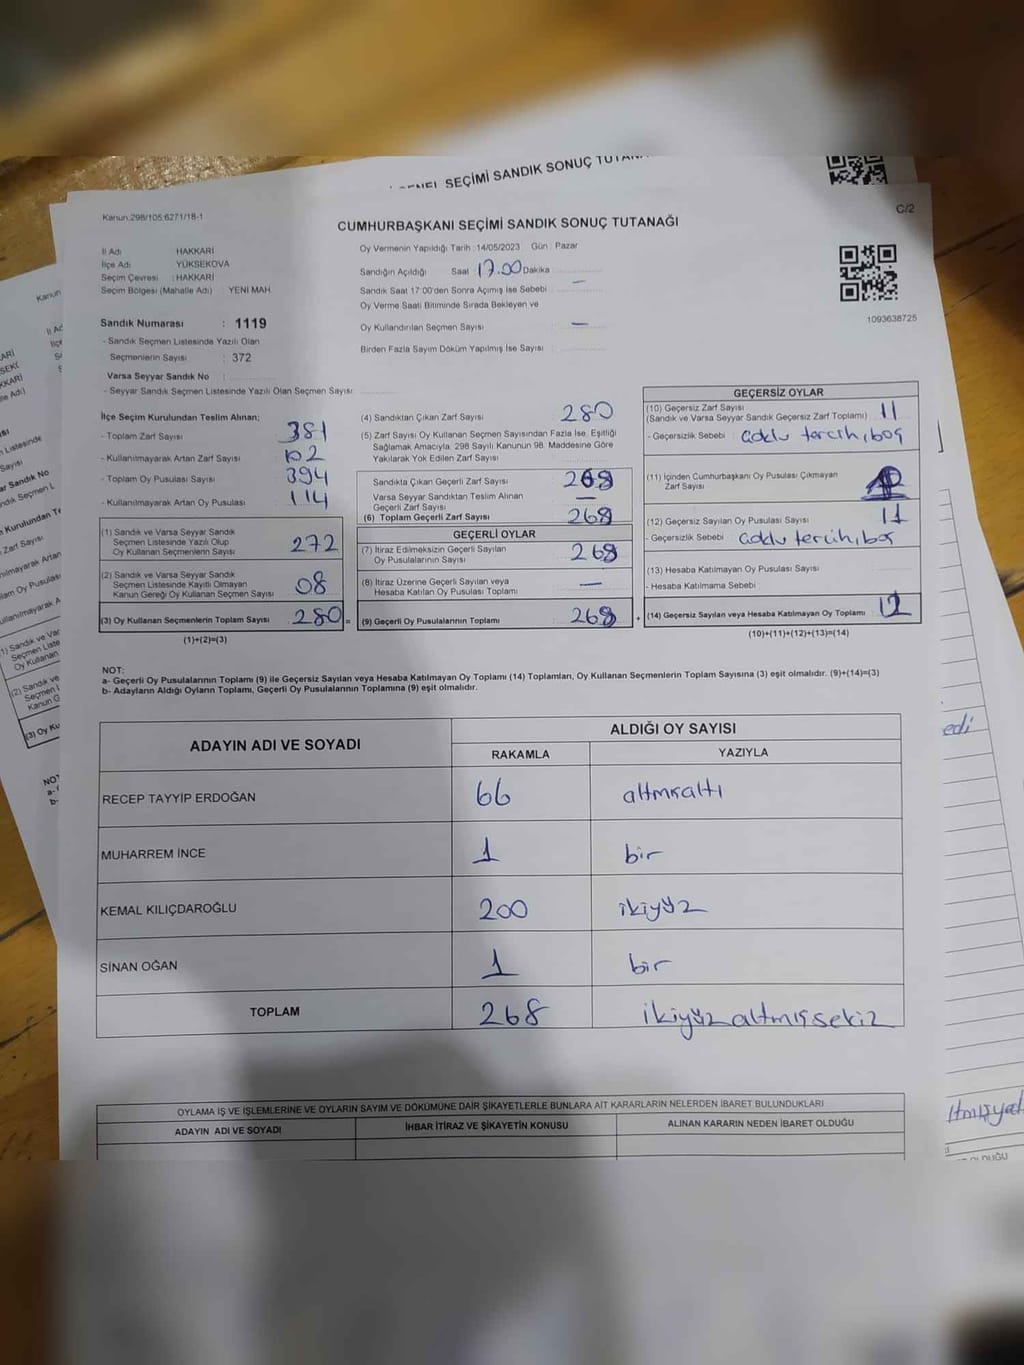 GENEL SEÇİMİ SANDIK SONUÇ
Kanun:298/105;6271/18-1
C/2
CUMHURBAŞKANI SEÇİMİ SANDIK SONUÇ TUTANAĞI
İl Adı HAKKARİ
İlçe Adı YÜKSEKOVA
Seçim Çevresi : HAKKARİ
Seçim Bölgesi (Mahalle Adı) : YENİ MAH.
Sandık Numarası : 1119
- Sandık Seçmen Listesinde Yazılı Olan
Seçmenlerin Sayısı : 372
Varsa Seyyar Sandık No :
- Seyyar Sandık Seçmen Listesinde Yazılı Olan Seçmen Sayısı
Oy Vermenin Yapıldığı Tarih : 14/05/2023 Gün : Pazar
Sandığın Açıldığı Saat 17.00 Dakika
Sandık Saat 17:00'den Sonra Açımış İse Sebebi —
Oy Verme Saati Bitiminde Sırada Bekleyen ve
Oy Kullandırılan Seçmen Sayısı —
Birden Fazla Sayım Döküm Yapılmış İse Sayısı
1093638725
İlçe Seçim Kurulundan Teslim Alınan;
- Toplam Zarf Sayısı 381
- Kullanılmayarak Artan Zarf Sayısı 102
- Toplam Oy Pusulası Sayısı 394
- Kullanılmayarak Artan Oy Pusulası 114
(1) Sandık ve Varsa Seyyar Sandık
Seçmen Listesinde Yazılı Olup
Oy Kullanan Seçmenlerin Sayısı 272
(2) Sandık ve Varsa Seyyar Sandık
Seçmen Listesinde Kayıtlı Olmayan
Kanun Gereği Oy Kullanan Seçmen Sayısı 08
(3) Oy Kullanan Seçmenlerin Toplam Sayısı 280 =
(1)+(2)=(3)
(4) Sandıktan Çıkan Zarf Sayısı 280
(5) Zarf Sayısı Oy Kullanan Seçmen Sayısından Fazla İse, Eşitliği
Sağlamak Amacıyla, 298 Sayılı Kanunun 98. Maddesine Göre
Yakılarak Yok Edilen Zarf Sayısı
Sandıkta Çıkan Geçerli Zarf Sayısı 268
Varsa Seyyar Sandıktan Teslim Alınan
Geçerli Zarf Sayısı —
(6) Toplam Geçerli Zarf Sayısı 268
GEÇERLİ OYLAR
(7) İtiraz Edilmeksizin Geçerli Sayılan
Oy Pusulalarının Sayısı 268
(8) İtiraz Üzerine Geçerli Sayılan veya
Hesaba Katılan Oy Pusulası Toplamı —
(9) Geçerli Oy Pusulalarının Toplamı 268 +
GEÇERSİZ OYLAR
(10) Geçersiz Zarf Sayısı
(Sandık ve Varsa Seyyar Sandık Geçersiz Zarf Toplamı) 11
- Geçersizlik Sebebi : çoklu tercih, boş
(11) İçinden Cumhurbaşkanı Oy Pusulası Çıkmayan
Zarf Sayısı
(12) Geçersiz Sayılan Oy Pusulası Sayısı 11
- Geçersizlik Sebebi çoklu tercih, boş
(13) Hesaba Katılmayan Oy Pusulası Sayısı
- Hesaba Katılmama Sebebi
(14) Geçersiz Sayılan veya Hesaba Katılmayan Oy Toplamı 12
(10)+(11)+(12)+(13)=(14)
NOT:
a- Geçerli Oy Pusulalarının Toplamı (9) ile Geçersiz Sayılan veya Hesaba Katılmayan Oy Toplamı (14) Toplamları, Oy Kullanan Seçmenlerin Toplam Sayısına (3) eşit olmalıdır. (9)+(14)=(3)
b- Adayların Aldığı Oyların Toplamı, Geçerli Oy Pusulalarının Toplamına (9) eşit olmalıdır.
ADAYIN ADI VE SOYADI
ALDIĞI OY SAYISI
RAKAMLA YAZIYLA
RECEP TAYYİP ERDOĞAN 66 altmışaltı
MUHARREM İNCE 1 bir
KEMAL KILIÇDAROĞLU 200 ikiyüz
SİNAN OĞAN 1 bir
TOPLAM 268 ikiyüzaltmışsekiz
OYLAMA İŞ VE İŞLEMLERİNE VE OYLARIN SAYIM VE DÖKÜMÜNE DAİR ŞİKAYETLERLE BUNLARA AİT KARARLARIN NELERDEN İBARET BULUNDUKLARI
ADAYIN ADI VE SOYADI İHBAR İTİRAZ VE ŞİKAYETİN KONUSU ALINAN KARARIN NEDEN İBARET OLDUĞU